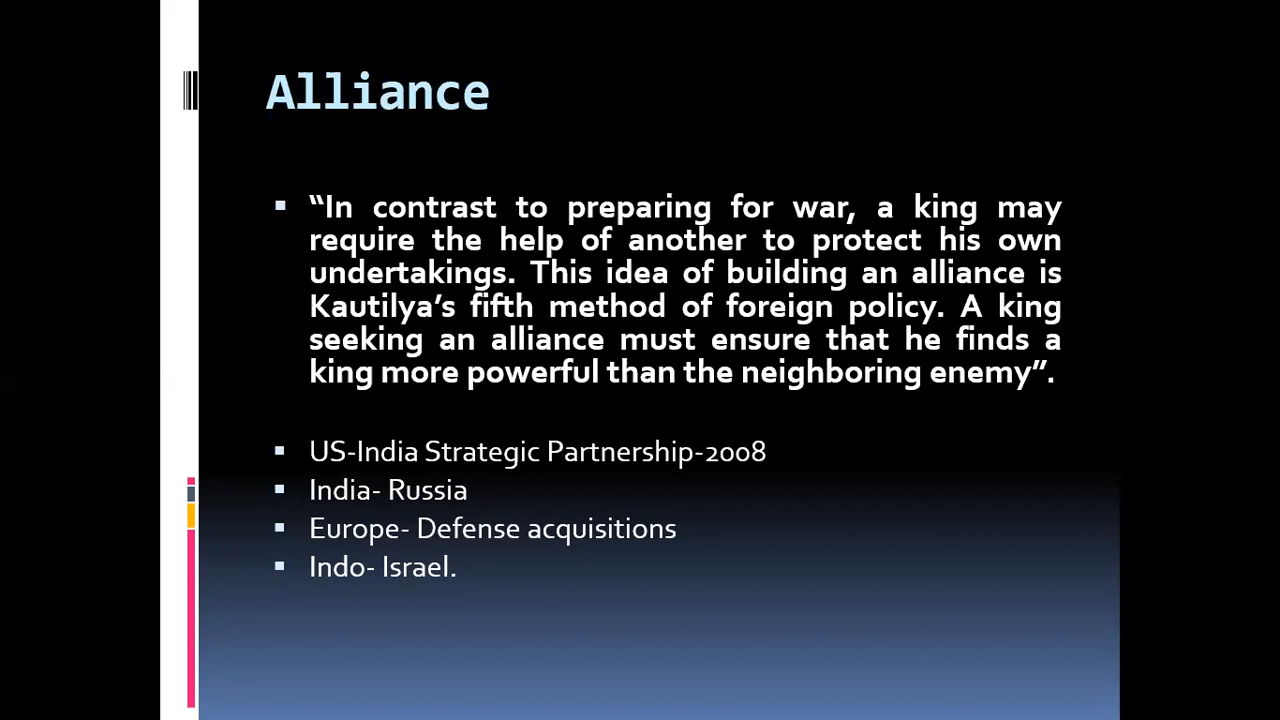 Alliance
“In contrast to preparing for war, a king may
require the help of another to protect his own
undertakings. This idea of building an alliance is
Kautilya’s fifth method of foreign policy. A king
seeking an alliance must ensure that he finds a
king more powerful than the neighboring enemy”.
US-India Strategic Partnership-2008
India- Russia
Europe- Defense acquisitions
Indo- Israel.